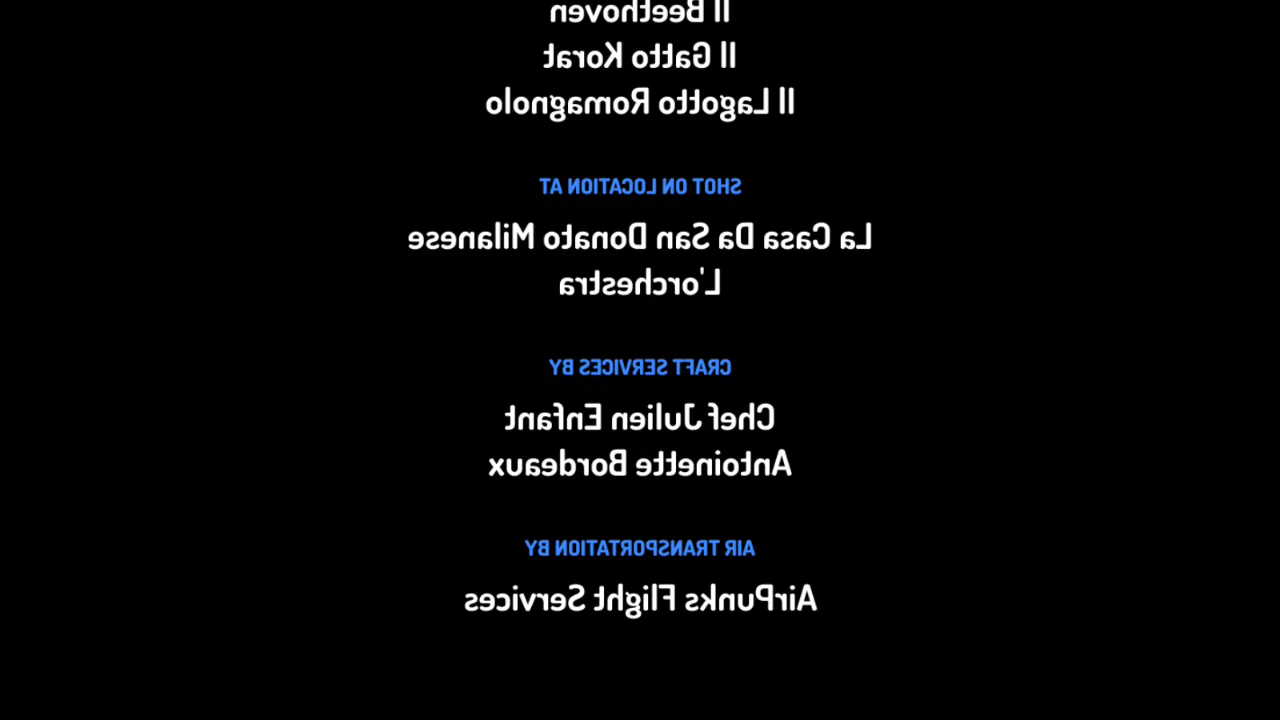 Il Beethoven
Il Gatto Korat
Il Lagotto Romagnolo
SHOT ON LOCATION AT
La Casa Da San Donato Milanese
L'orchestra
CRAFT SERVICES BY
Chef Julien Enfant
Antoinette Bordeaux
AIR TRANSPORTATION BY
AirPunks Flight Services